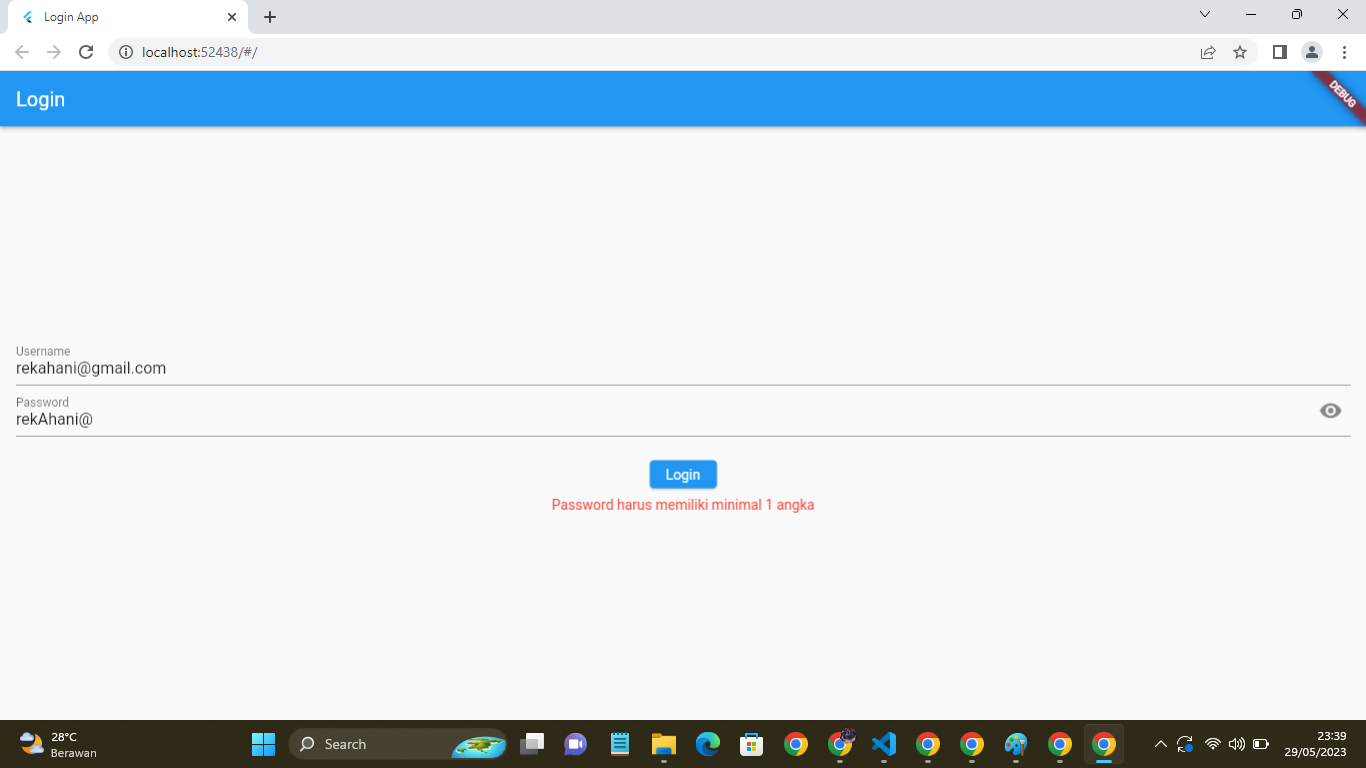 Login App
localhost:52438/#/
Login
DEBUG
Username
rekahani@gmail.com
Password
rekAhani@
Login
Password harus memiliki minimal 1 angka
28°C
Berawan
Search
23:39
29/05/2023